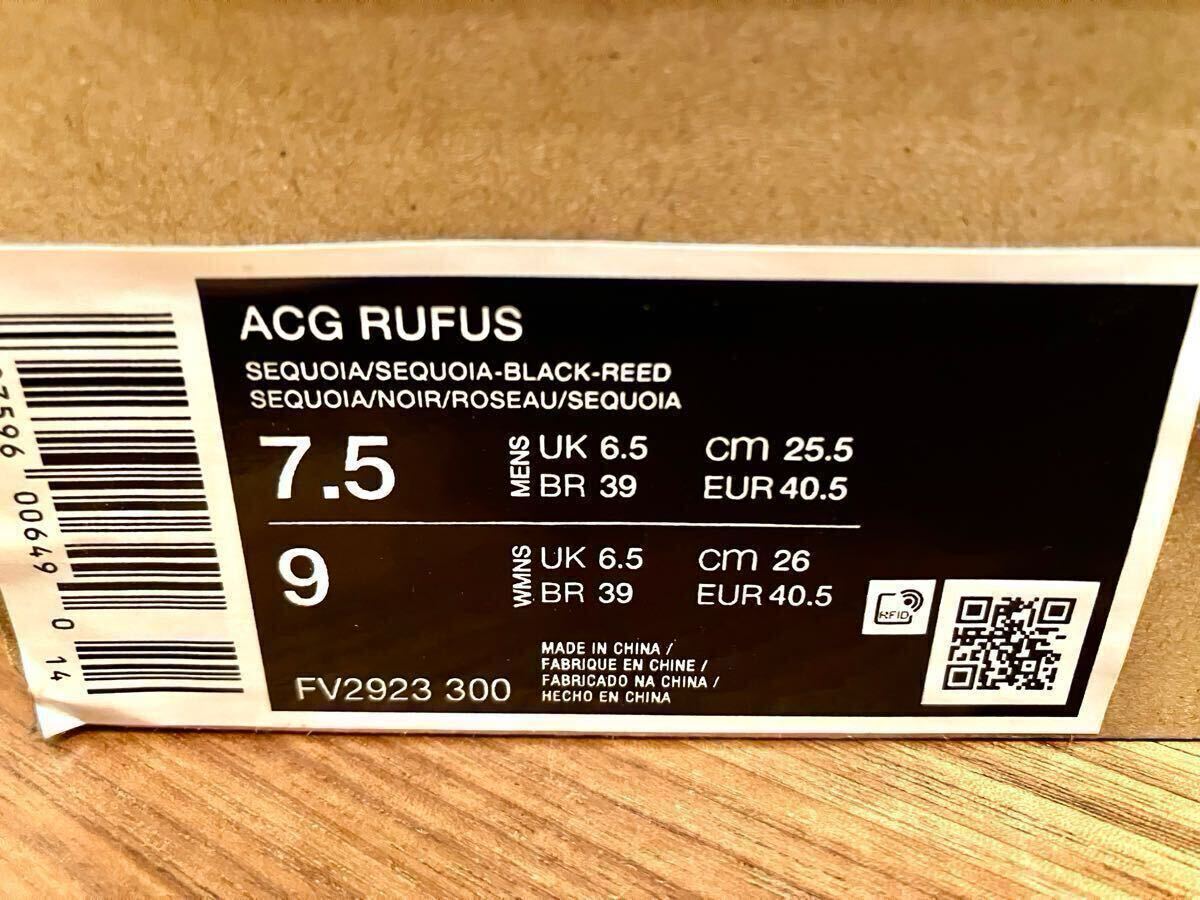 ACG RUFUS
SEQUOIA/SEQUOIA-BLACK-REED
SEQUOIA/NOIR/ROSEAU/SEQUOIA
7.5 MENS UK 6.5 cm 25.5
BR 39 EUR 40.5
9 WMNS UK 6.5 cm 26
BR 39 EUR 40.5
RFID
MADE IN CHINA /
FABRIQUE EN CHINE /
FABRICADO NA CHINA /
HECHO EN CHINA
FV2923 300
00649 0 14